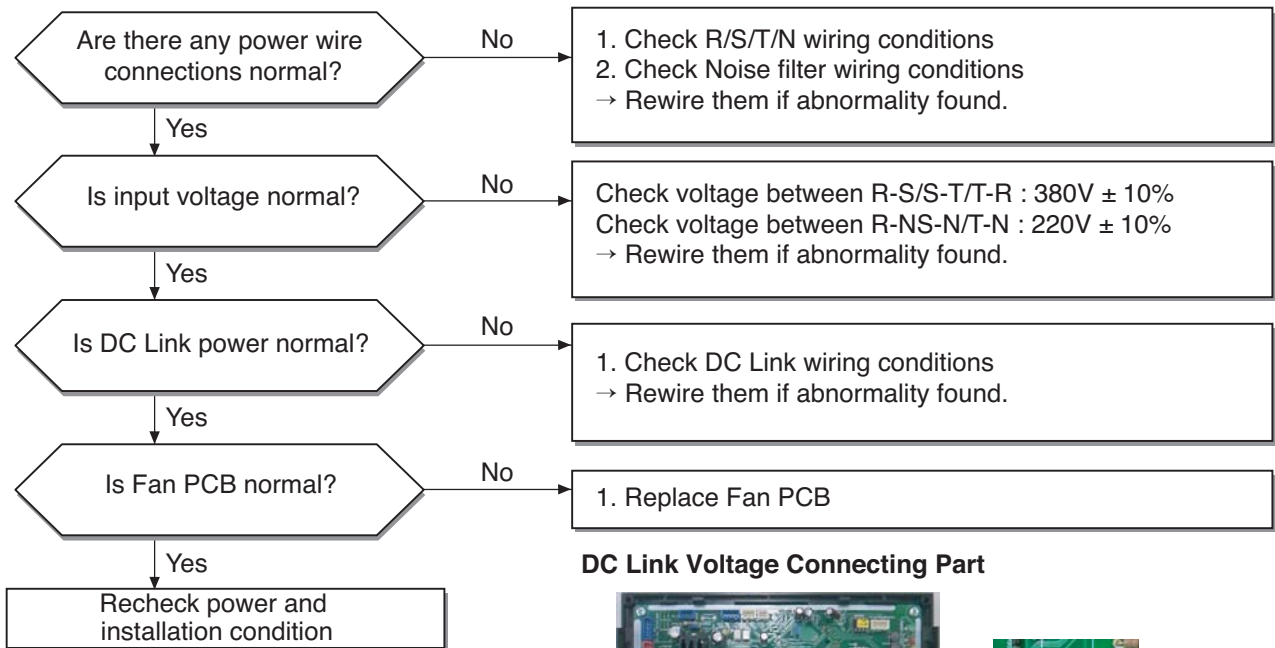 Are there any power wire
connections normal?
No
1. Check R/S/T/N wiring conditions
2. Check Noise filter wiring conditions
→ Rewire them if abnormality found.
Yes
Is input voltage normal?
No
Check voltage between R-S/S-T/T-R : 380V ± 10%
Check voltage between R-NS-N/T-N : 220V ± 10%
→ Rewire them if abnormality found.
Yes
Is DC Link power normal?
No
1. Check DC Link wiring conditions
→ Rewire them if abnormality found.
Yes
Is Fan PCB normal?
No
1. Replace Fan PCB
Yes
Recheck power and
installation condition
DC Link Voltage Connecting Part